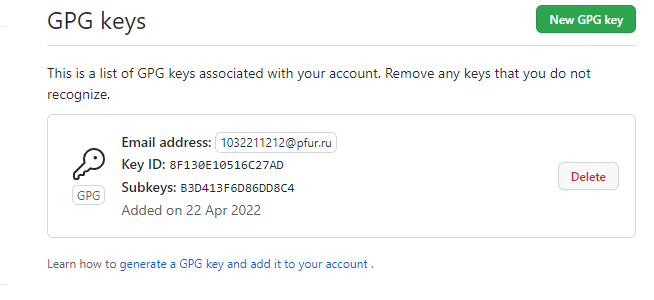 GPG keys
New GPG key
This is a list of GPG keys associated with your account. Remove any keys that you do not
recognize.
Email address: 1032211212@pfur.ru
Key ID: 8F130E10516C27AD
Subkeys: B3D413F6D86DD8C4
GPG
Added on 22 Apr 2022
Delete
Learn how to generate a GPG key and add it to your account .